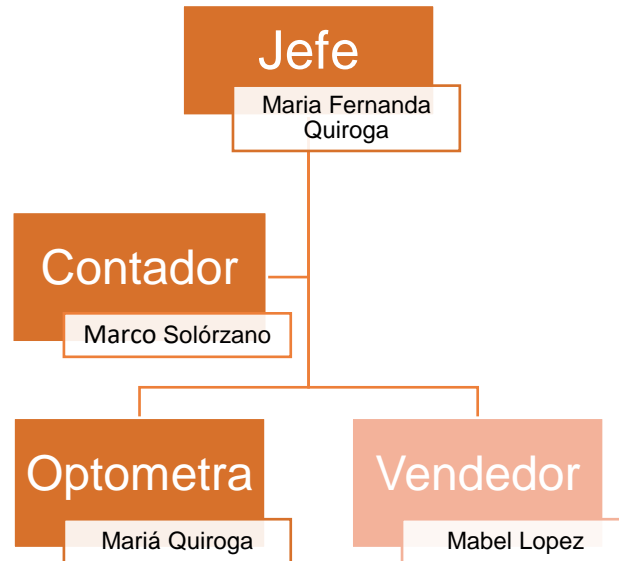 Jefe
Maria Fernanda
Quiroga
Contador
Marco Solórzano
Optometra
Mariá Quiroga
Vendedor
Mabel Lopez